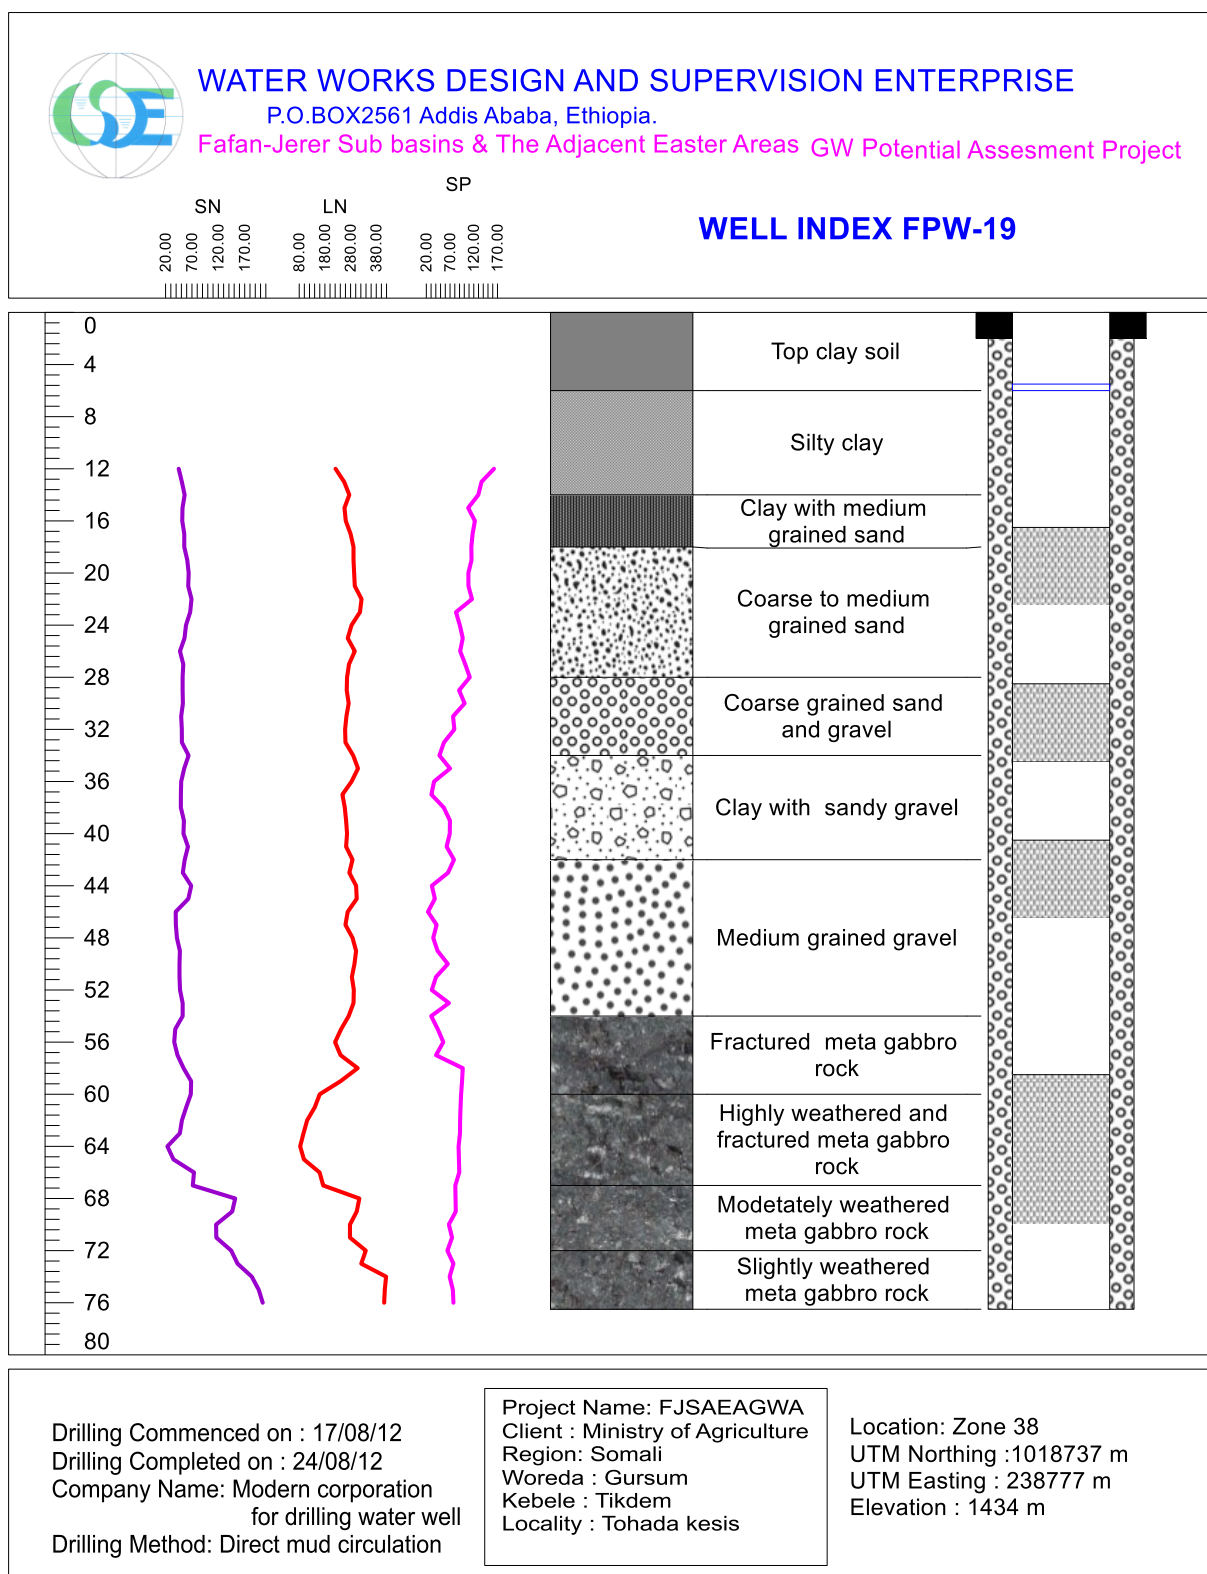 WATER WORKS DESIGN AND SUPERVISION ENTERPRISE
P.O.BOX2561 Addis Ababa, Ethiopia.
Fafan-Jerer Sub basins & The Adjacent Easter Areas GW Potential Assesment Project
SN LN SP
20.00 70.00 120.00 170.00 80.00 180.00 280.00 380.00 20.00 70.00 120.00 170.00
WELL INDEX FPW-19
0
4
8
12
16
20
24
28
32
36
40
44
48
52
56
60
64
68
72
76
80
Top clay soil
Silty clay
Clay with medium
grained sand
Coarse to medium
grained sand
Coarse grained sand
and gravel
Clay with sandy gravel
Medium grained gravel
Fractured meta gabbro
rock
Highly weathered and
fractured meta gabbro
rock
Modetately weathered
meta gabbro rock
Slightly weathered
meta gabbro rock
Drilling Commenced on : 17/08/12
Drilling Completed on : 24/08/12
Company Name: Modern corporation
for drilling water well
Drilling Method: Direct mud circulation
Project Name: FJSAEAGWA
Client : Ministry of Agriculture
Region: Somali
Woreda : Gursum
Kebele : Tikdem
Locality : Tohada kesis
Location: Zone 38
UTM Northing :1018737 m
UTM Easting : 238777 m
Elevation : 1434 m